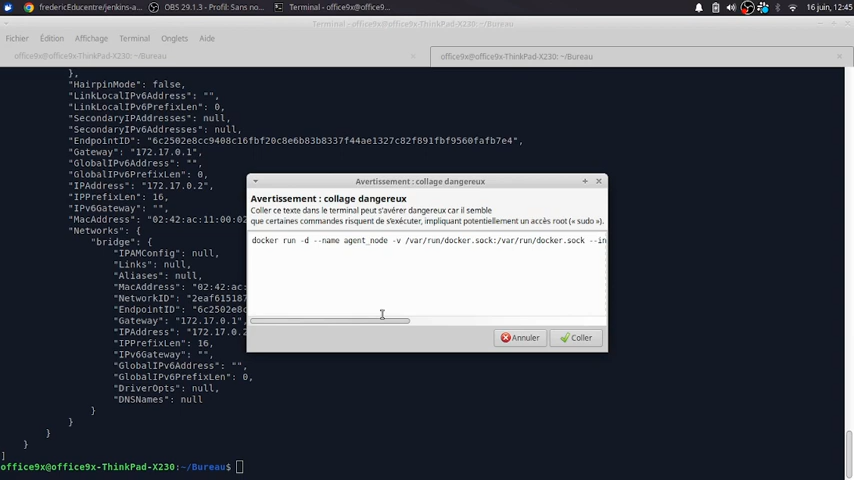 fredericEducentre/jenkins-a...
OBS 29.1.3 - Profil: Sans no...
Terminal - office9x@office9...
16 juin, 12:45
Terminal - office9x@office9x-ThinkPad-X230: ~/Bureau
Fichier Édition Affichage Terminal Onglets Aide
office9x@office9x-ThinkPad-X230: ~/Bureau
office9x@office9x-ThinkPad-X230: ~/Bureau
},
"HairpinMode": false,
"LinkLocalIPv6Address": "",
"LinkLocalIPv6PrefixLen": 0,
"SecondaryIPAddresses": null,
"SecondaryIPv6Addresses": null,
"EndpointID": "6c2502e8cc9408c16fbf20c8e6b83b8337f44ae1327c82f891fbf9560fafb7e4",
"Gateway": "172.17.0.1",
"GlobalIPv6Address": "",
"GlobalIPv6PrefixLen": 0,
"IPAddress": "172.17.0.2",
"IPPrefixLen": 16,
"IPv6Gateway": "",
"MacAddress": "02:42:ac:11:00:02
"Networks": {
"bridge": {
"IPAMConfig": null,
"Links": null,
"Aliases": null,
"MacAddress": "02:42:ac:
"NetworkID": "2eaf615187
"EndpointID": "6c2502e8c
"Gateway": "172.17.0.1",
"IPAddress": "172.17.0.2
"IPPrefixLen": 16,
"IPv6Gateway": "",
"GlobalIPv6Address": "",
"GlobalIPv6PrefixLen": 0,
"DriverOpts": null,
"DNSNames": null
}
}
}
]
office9x@office9x-ThinkPad-X230:~/Bureau$
Avertissement : collage dangereux
Avertissement : collage dangereux
Coller ce texte dans le terminal peut s'avérer dangereux car il semble
que certaines commandes risquent de s'exécuter, impliquant potentiellement un accès root (« sudo »).
docker run -d --name agent_node -v /var/run/docker.sock:/var/run/docker.sock --in
Annuler
Coller